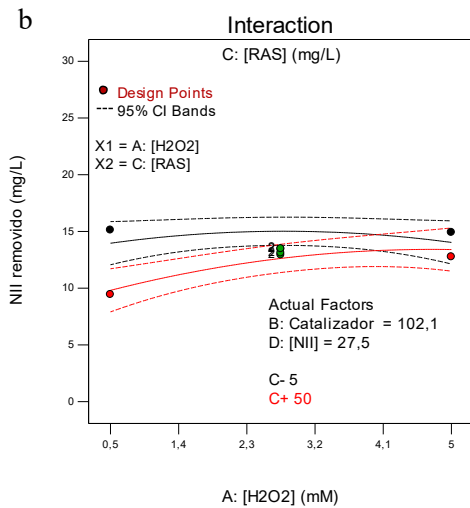 b
Interaction
C: [RAS] (mg/L)
30
25
20
15
10
5
0
NII removido (mg/L)
Design Points
95% CI Bands
X1 = A: [H2O2]
X2 = C: [RAS]
2
2
Actual Factors
B: Catalizador = 102,1
D: [NII] = 27,5
C- 5
C+ 50
0,5 1,4 2,3 3,2 4,1 5
A: [H2O2] (mM)